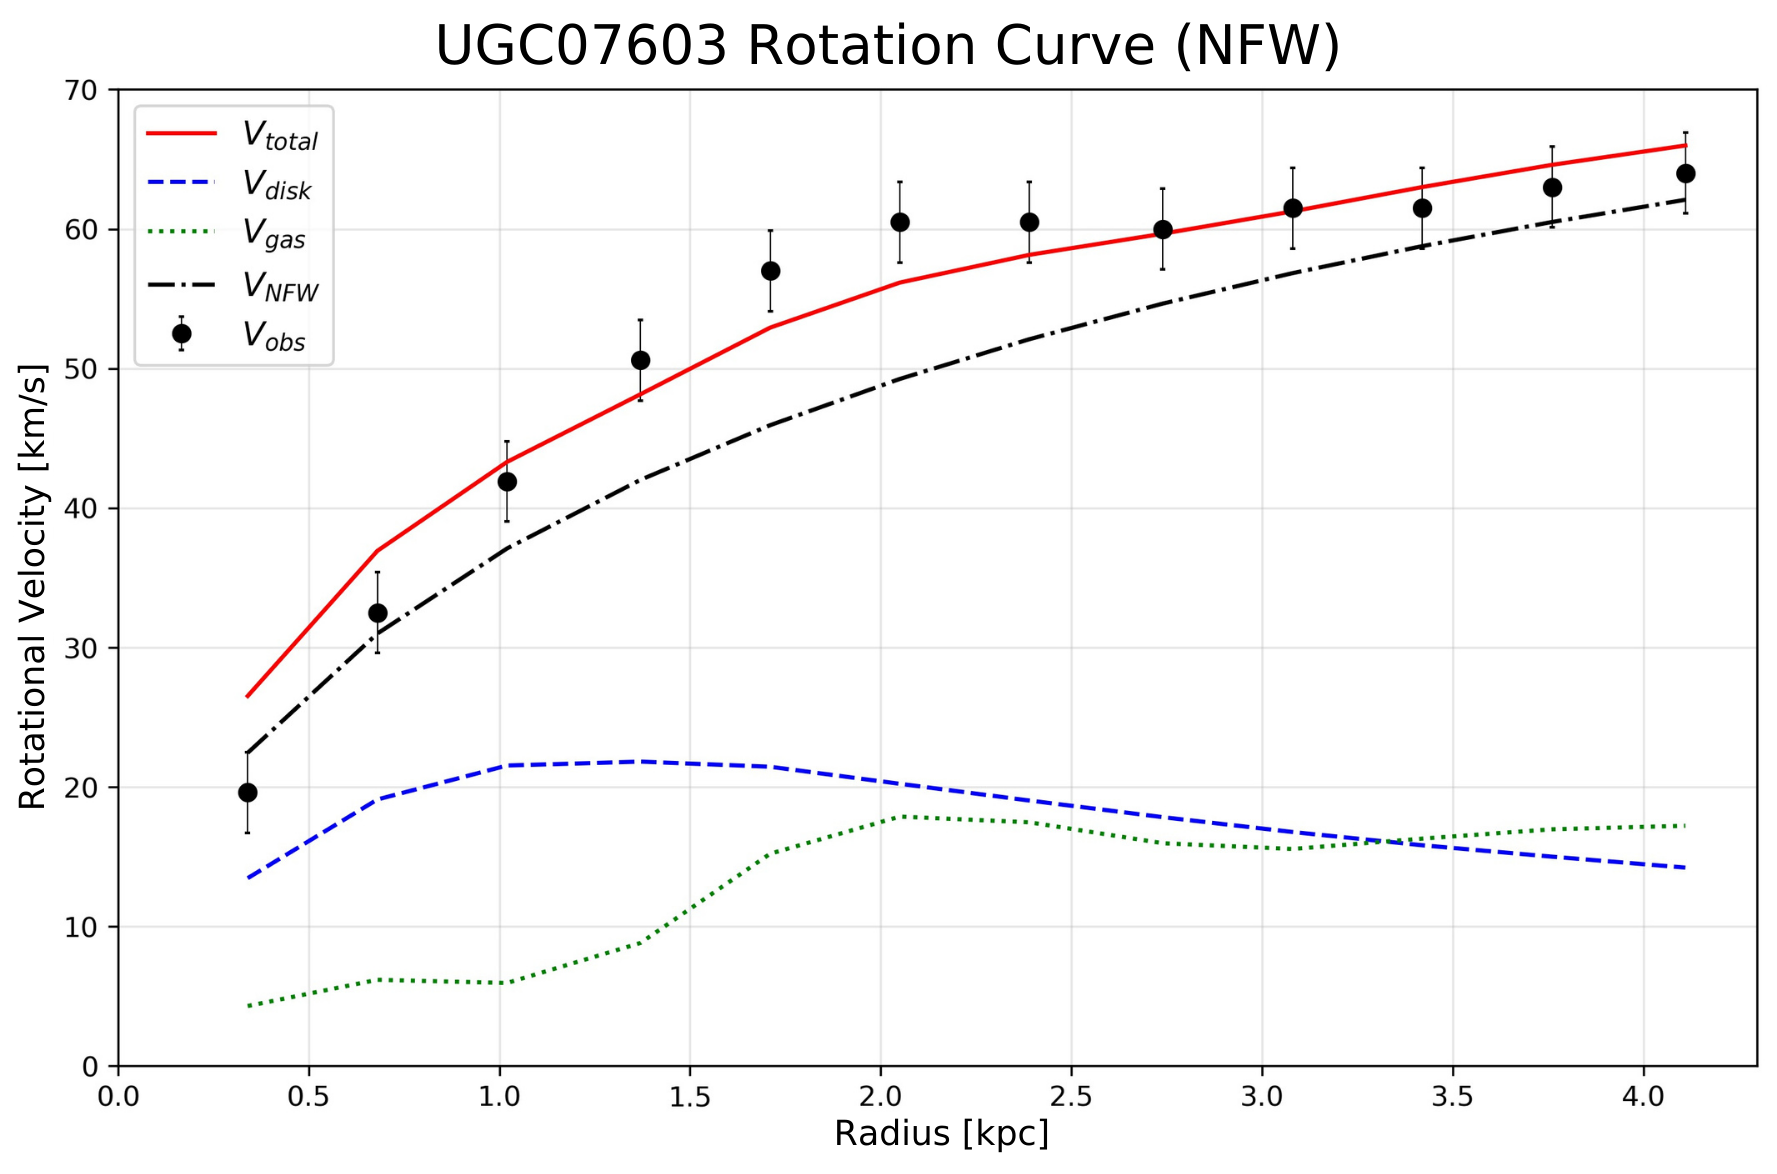 UGC07603 Rotation Curve (NFW)
V_total
V_disk
V_gas
V_NFW
V_obs
Rotational Velocity [km/s]
70
60
50
40
30
20
10
0
0.0 0.5 1.0 1.5 2.0 2.5 3.0 3.5 4.0
Radius [kpc]